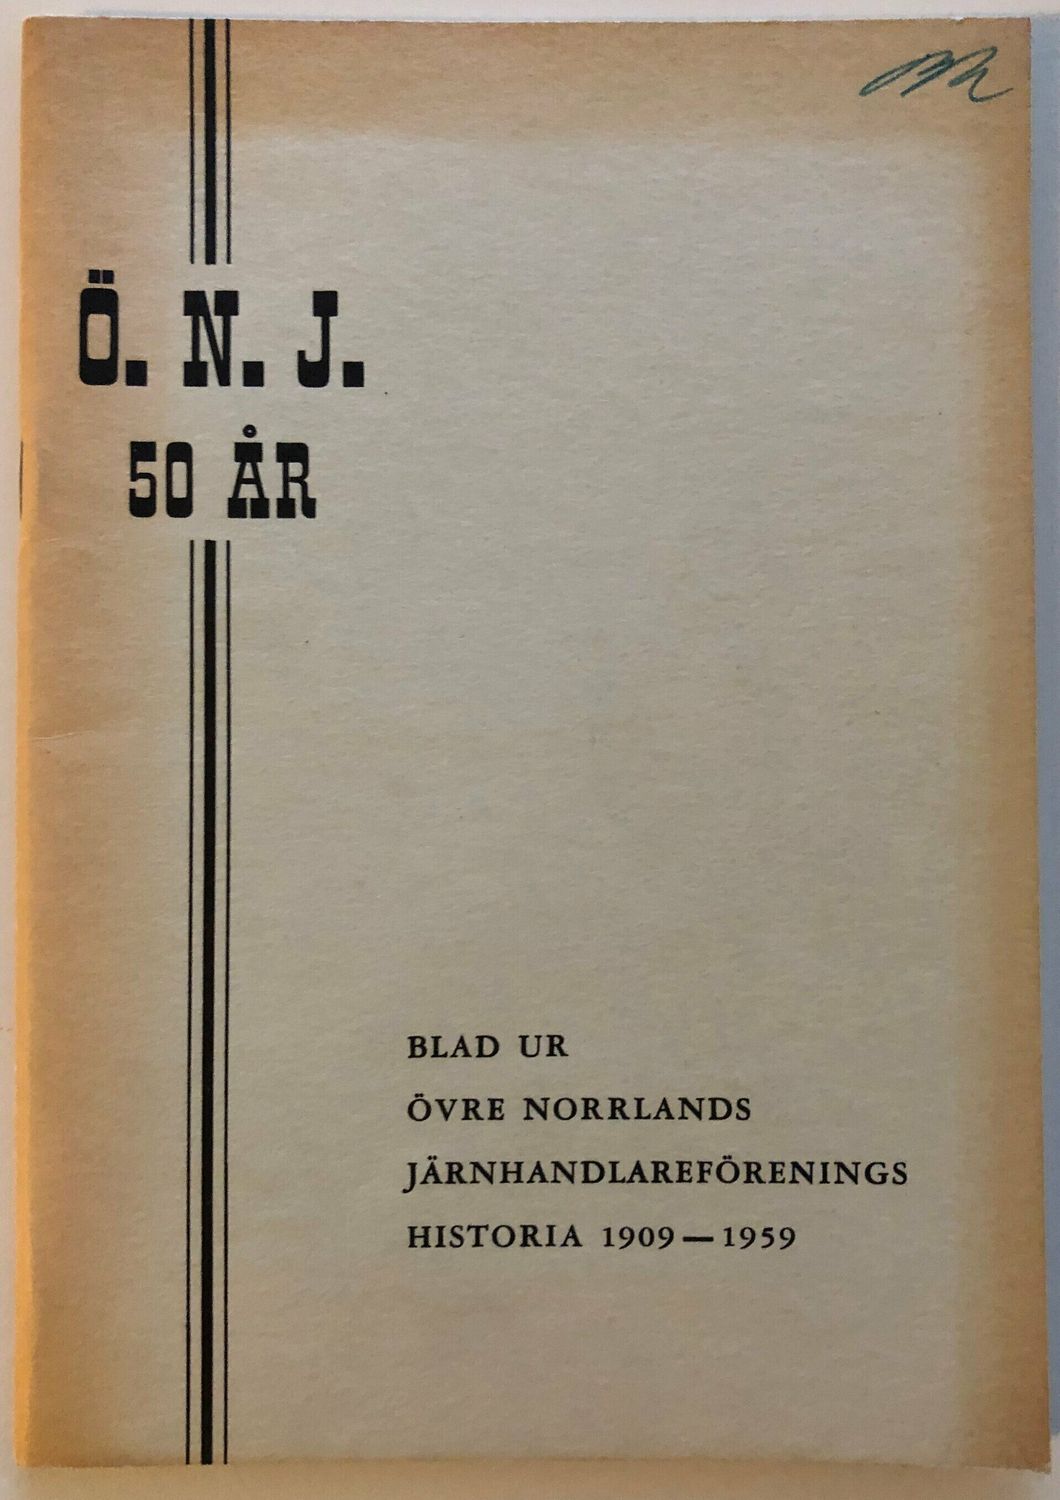 Ö. N. J.
50 ÅR
BLAD UR
ÖVRE NORRLANDS
JÄRNHANDLAREFÖRENINGS
HISTORIA 1909—1959